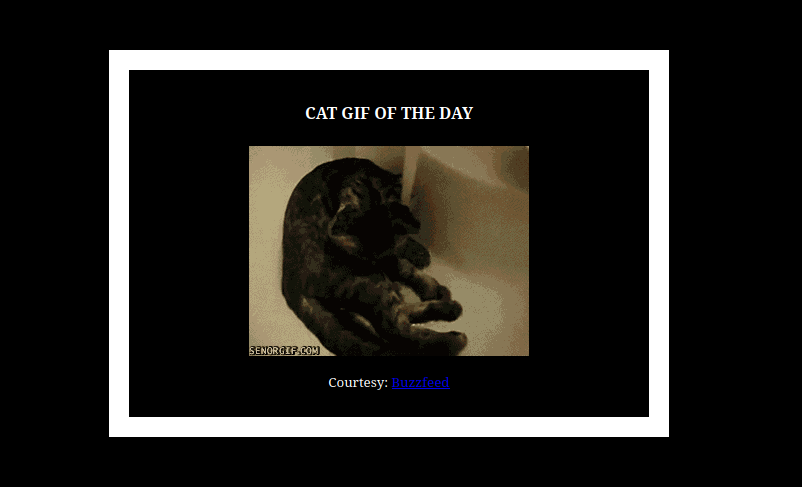 CAT GIF OF THE DAY
SENORGIF.COM
Courtesy: Buzzfeed